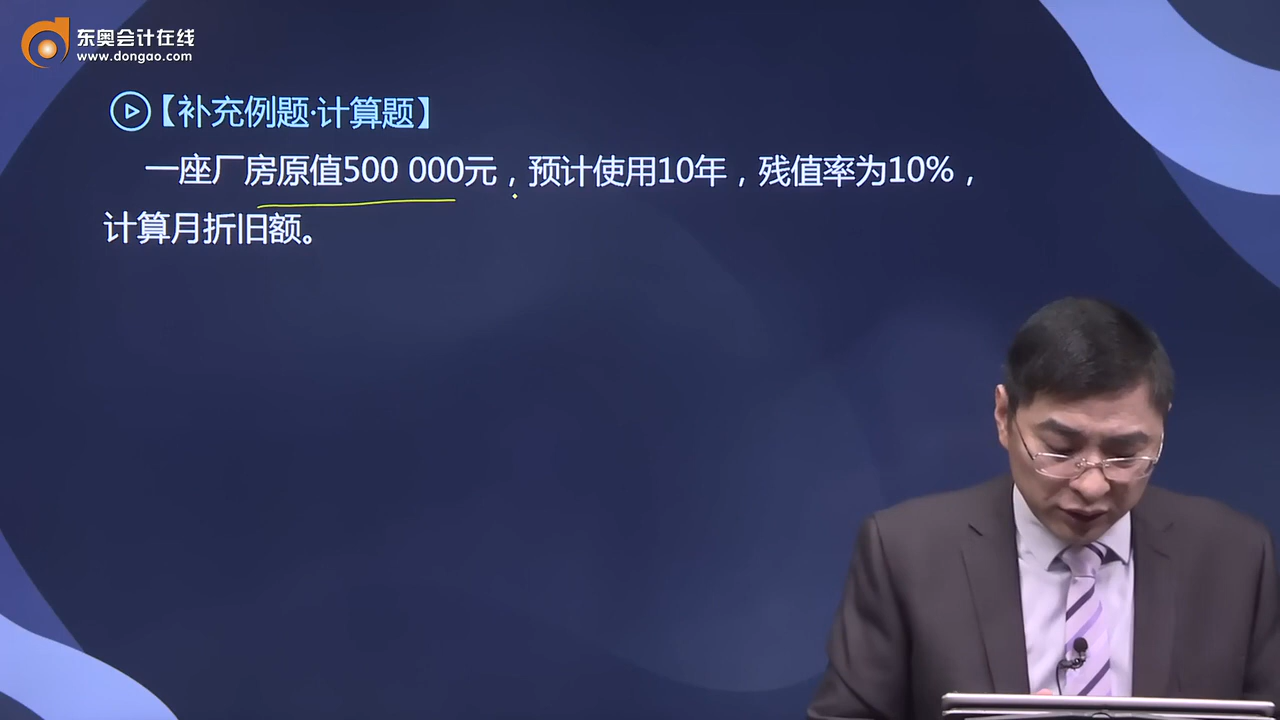 东奥会计在线
www.dongao.com
【补充例题·计算题】
一座厂房原值500 000元，预计使用10年，残值率为10%，
计算月折旧额。